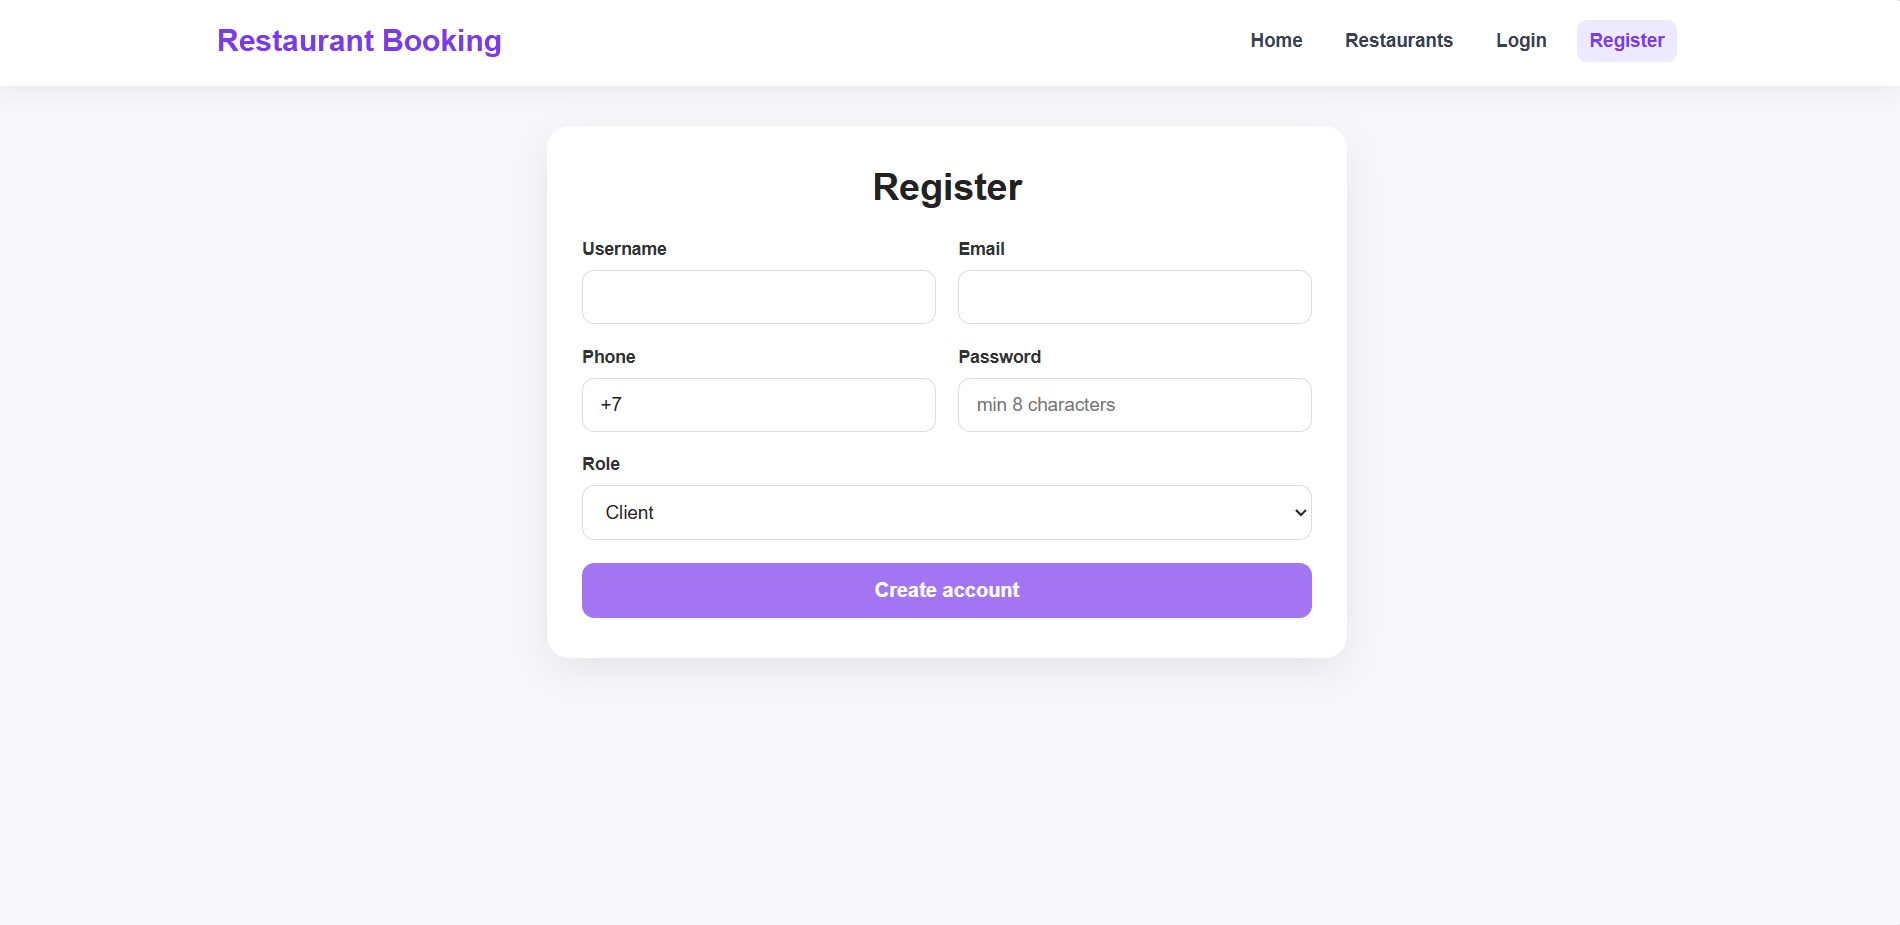 Restaurant Booking
Home Restaurants Login Register
Register
Username Email
Phone Password
+7 min 8 characters
Role
Client
Create account